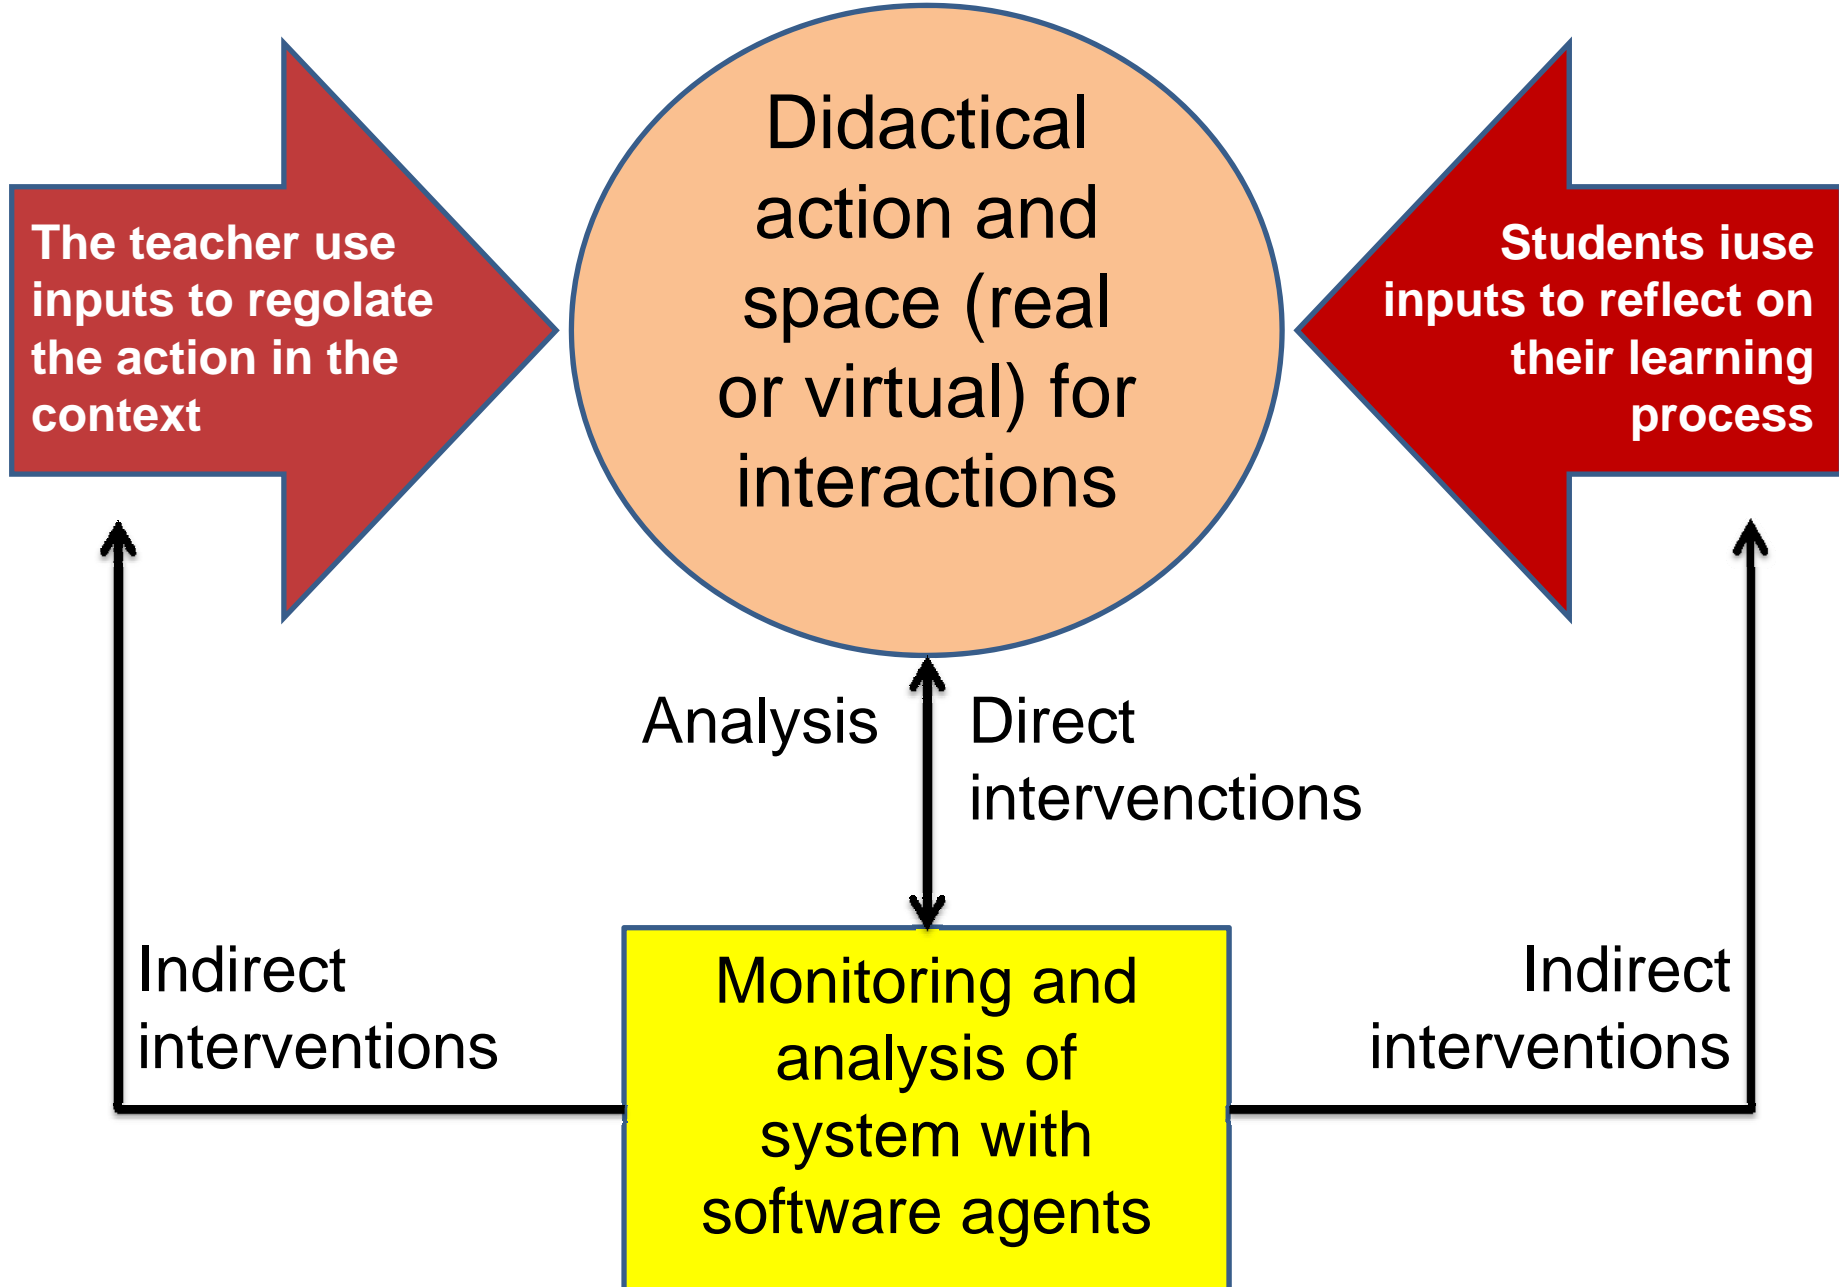 The teacher use
inputs to regolate
the action in the
context
Didactical
action and
space (real
or virtual) for
interactions
Students iuse
inputs to reflect on
their learning
process
Analysis
Direct
intervenctions
Indirect
interventions
Monitoring and
analysis of
system with
software agents
Indirect
interventions